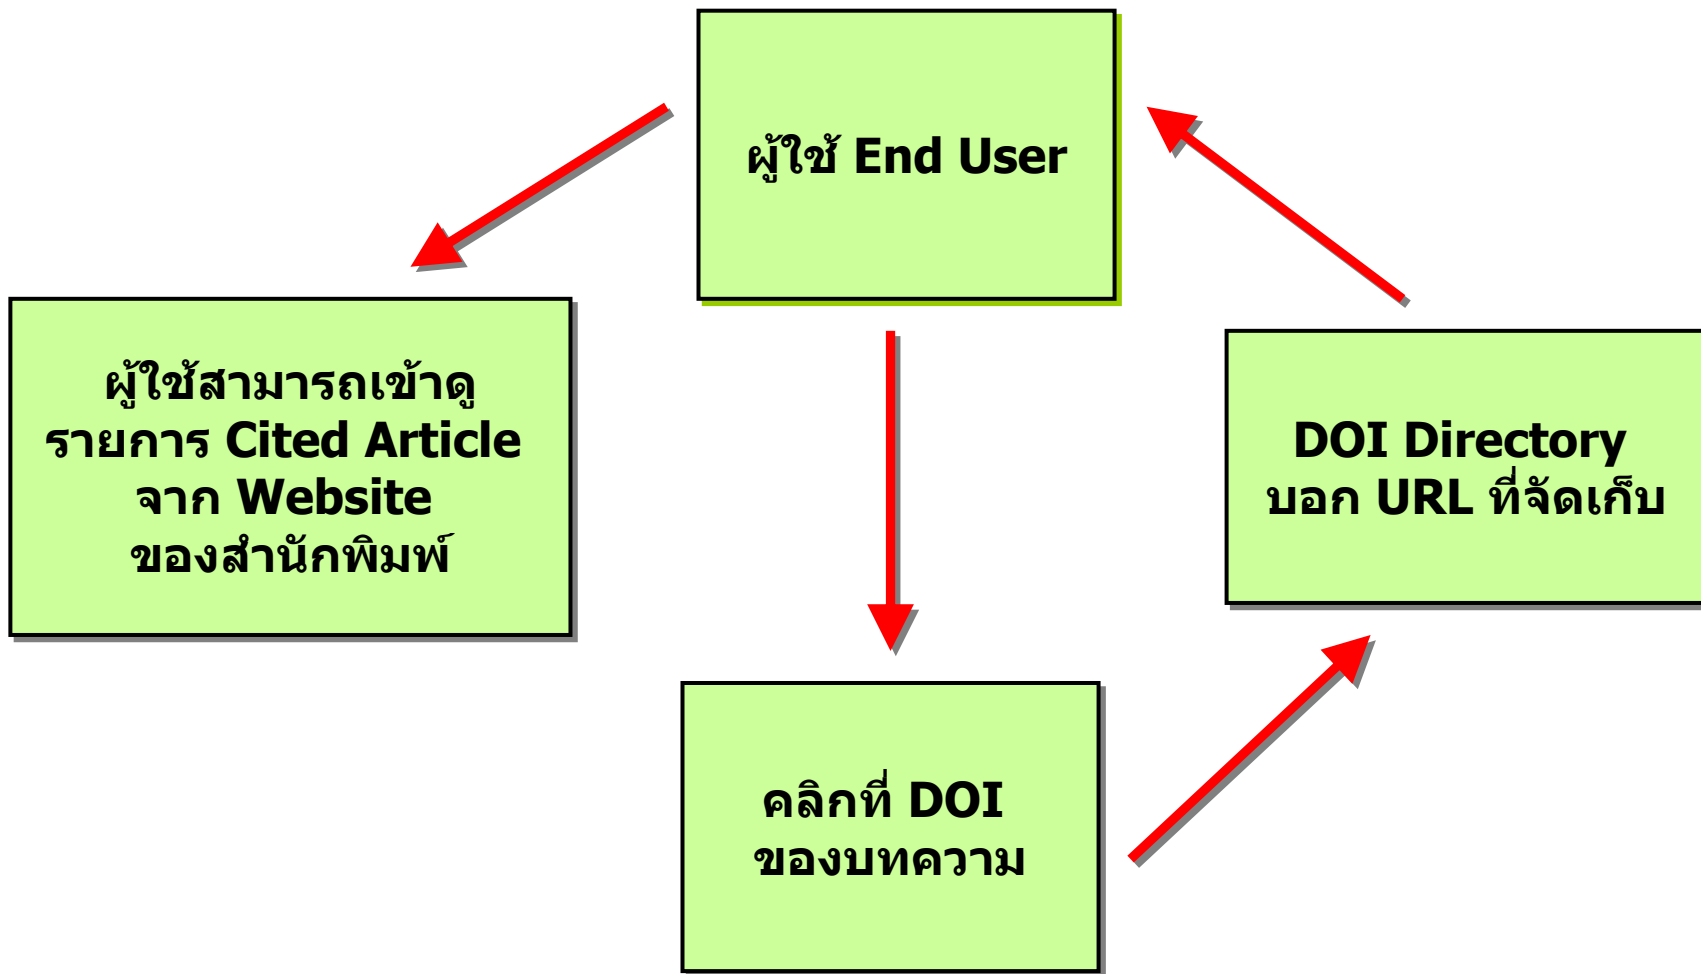 ผู้ใช้ End User
ผู้ใช้สามารถเข้าดู
รายการ Cited Article
จาก Website
ของสำนักพิมพ์
DOI Directory
บอก URL ที่จัดเก็บ
คลิกที่ DOI
ของบทความ